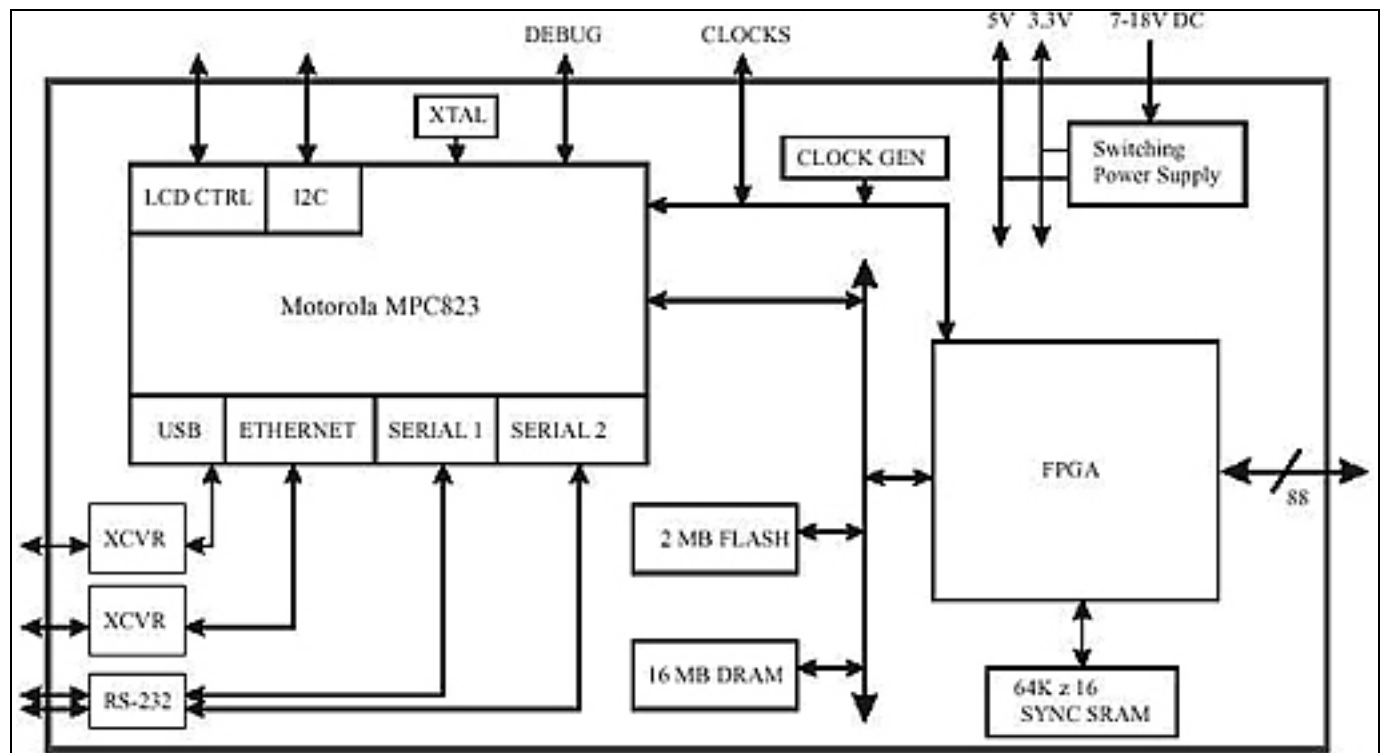 5V 3.3V 7-18V DC
DEBUG CLOCKS
XTAL
CLOCK GEN
Switching
Power Supply
LCD CTRL I2C
Motorola MPC823
USB ETHERNET SERIAL 1 SERIAL 2
FPGA
88
XCVR
2 MB FLASH
XCVR
16 MB DRAM
RS-232
64K z 16
SYNC SRAM